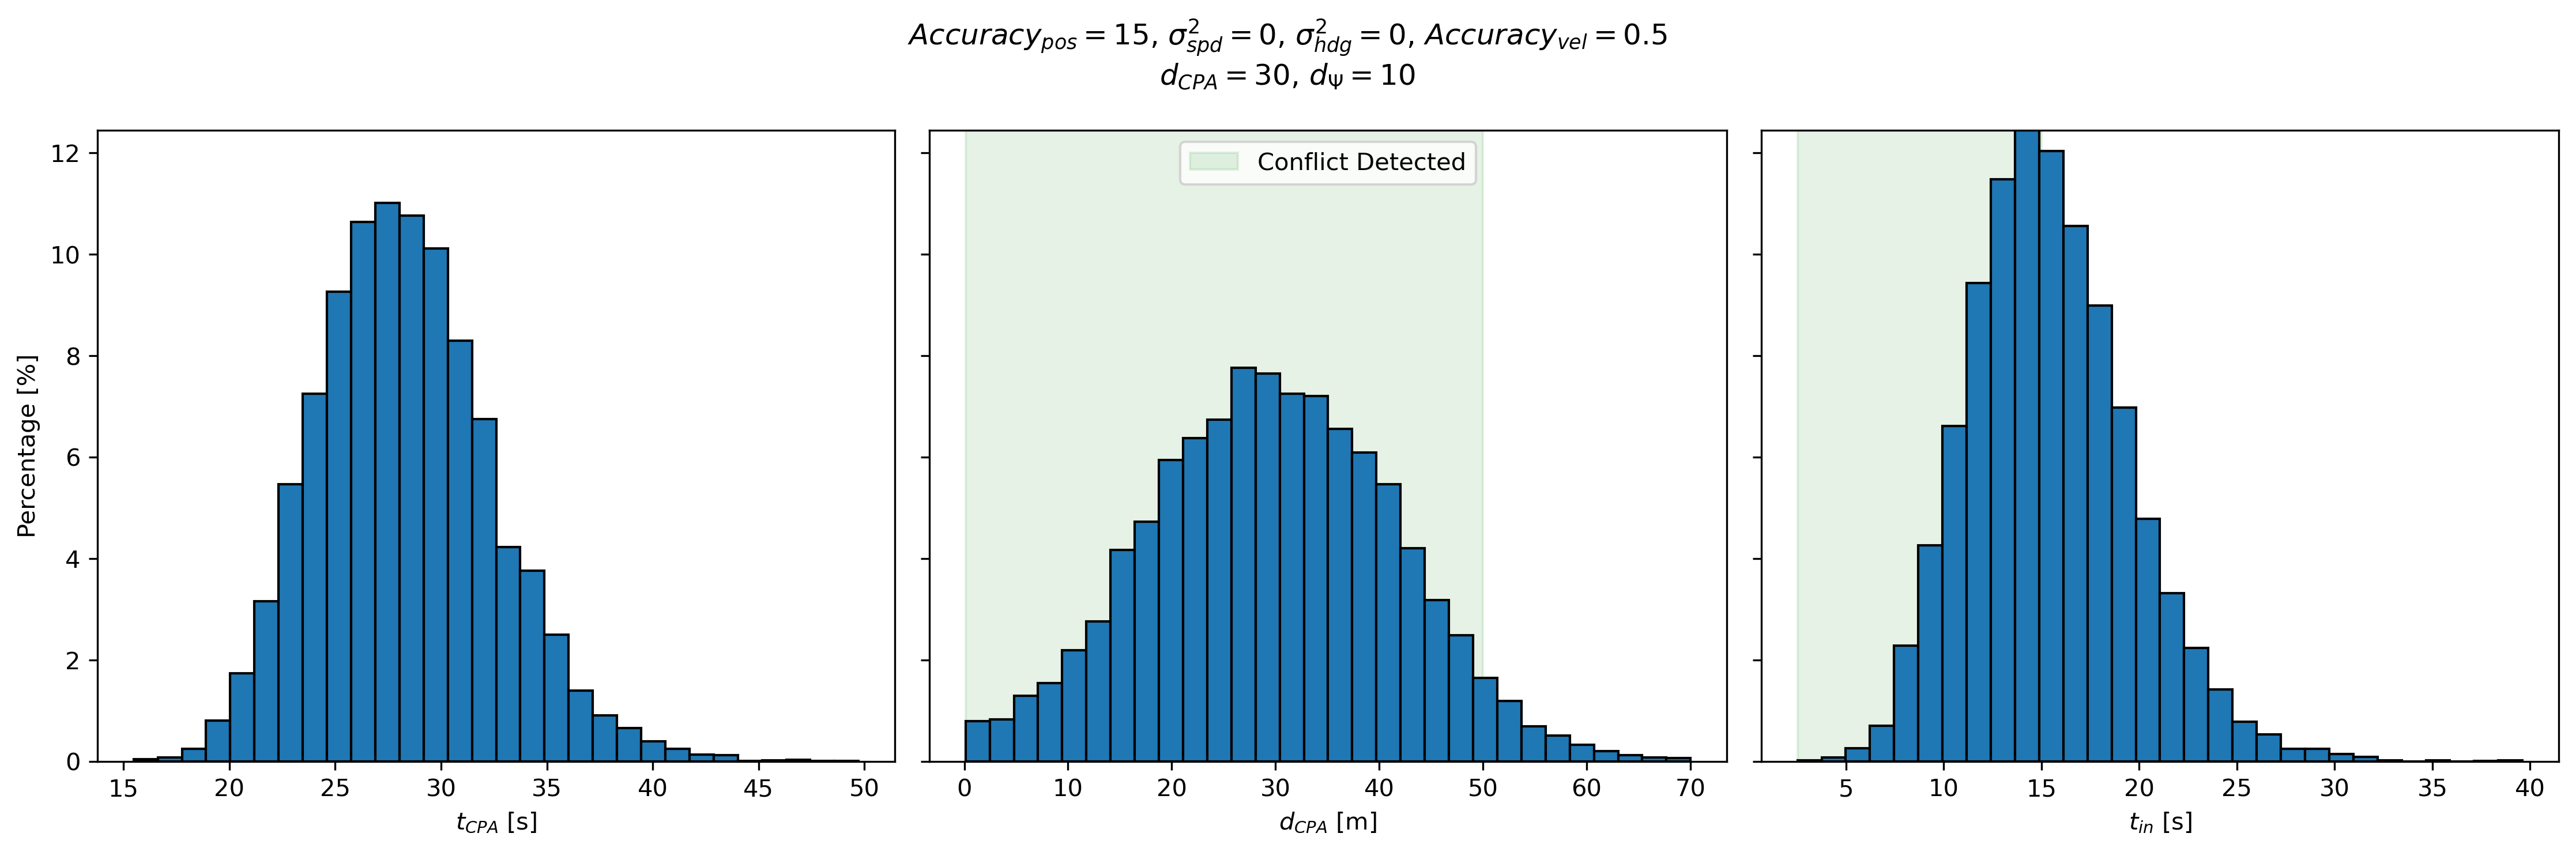 Accuracy_pos = 15, σ²_spd = 0, σ²_hdg = 0, Accuracy_vel = 0.5
d_CPA = 30, d_Ψ = 10
Percentage [%]
12
10
8
6
4
2
0
15 20 25 30 35 40 45 50
t_CPA [s]
Conflict Detected
0 10 20 30 40 50 60 70
d_CPA [m]
5 10 15 20 25 30 35 40
t_in [s]